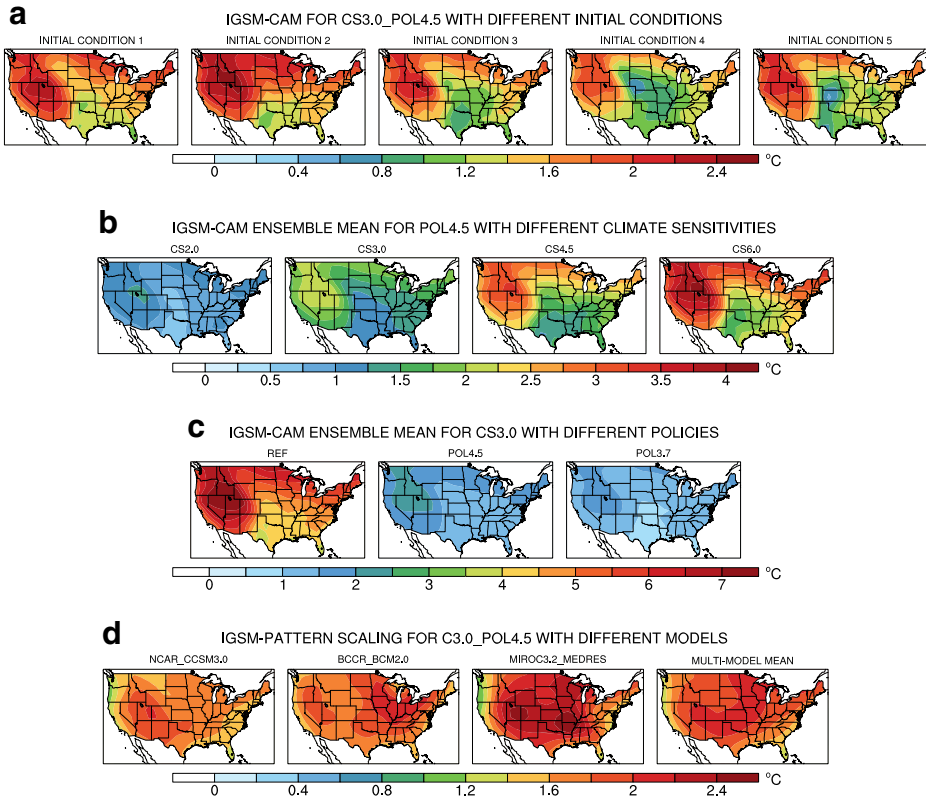 a
IGSM-CAM FOR CS3.0_POL4.5 WITH DIFFERENT INITIAL CONDITIONS
INITIAL CONDITION 1 INITIAL CONDITION 2 INITIAL CONDITION 3 INITIAL CONDITION 4 INITIAL CONDITION 5
0 0.4 0.8 1.2 1.6 2 2.4 °C
b
IGSM-CAM ENSEMBLE MEAN FOR POL4.5 WITH DIFFERENT CLIMATE SENSITIVITIES
CS2.0 CS3.0 CS4.5 CS6.0
0 0.5 1 1.5 2 2.5 3 3.5 4 °C
c
IGSM-CAM ENSEMBLE MEAN FOR CS3.0 WITH DIFFERENT POLICIES
REF POL4.5 POL3.7
0 1 2 3 4 5 6 7 °C
d
IGSM-PATTERN SCALING FOR C3.0_POL4.5 WITH DIFFERENT MODELS
NCAR_CCSM3.0 BCCR_BCM2.0 MIROC3.2_MEDRES MULTI-MODEL MEAN
0 0.4 0.8 1.2 1.6 2 2.4 °C